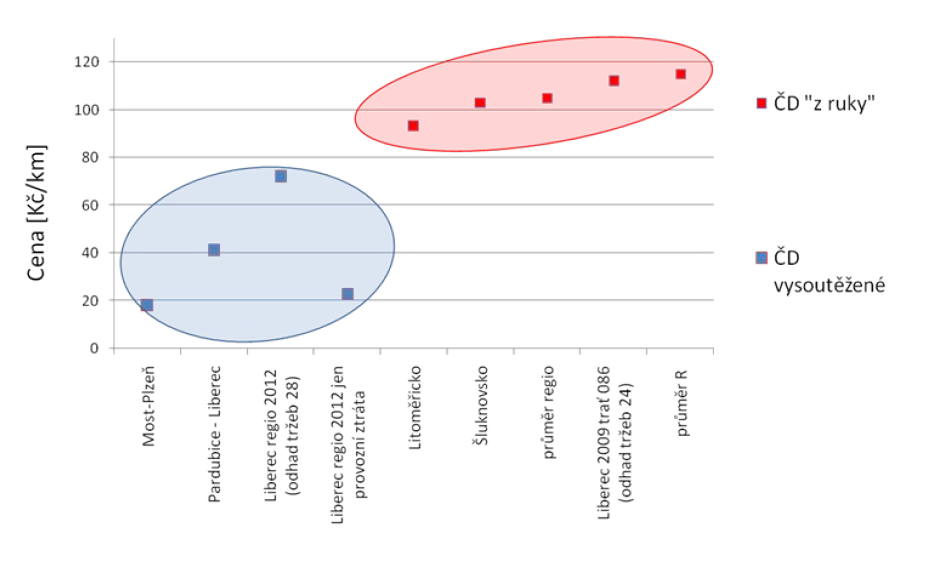 Cena [Kč/km]
120
100
80
60
40
20
0
Most-Plzeň
Pardubice - Liberec
Liberec regio 2012
(odhad tržeb 28)
Liberec regio 2012 jen
provozní ztráta
Litoměřicko
Šluknovsko
průměr regio
Liberec 2009 trať 086
(odhad tržeb 24)
průměr R
ČD "z ruky"
ČD
vysoutěžené